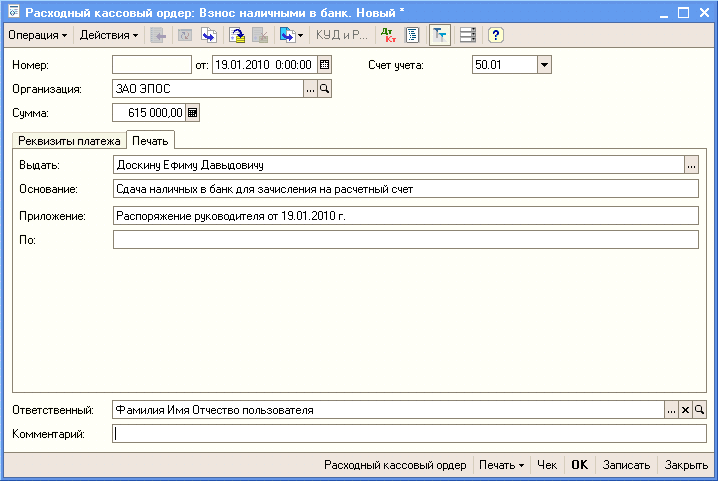 Расходный кассовый ордер: Взнос наличными в банк. Новый *
Операция Действия КУД и Р... Дт Кт
Номер: от: 19.01.2010 0:00:00 Счет учета: 50.01
Организация: ЗАО ЭПОС ...
Сумма: 615 000,00
Реквизиты платежа Печать
Выдать: Доскину Ефиму Давыдовичу ...
Основание: Сдача наличных в банк для зачисления на расчетный счет
Приложение: Распоряжение руководителя от 19.01.2010 г.
По:
Ответственный: Фамилия Имя Отчество пользователя ...
Комментарий:
Расходный кассовый ордер Печать Чек OK Записать Закрыть